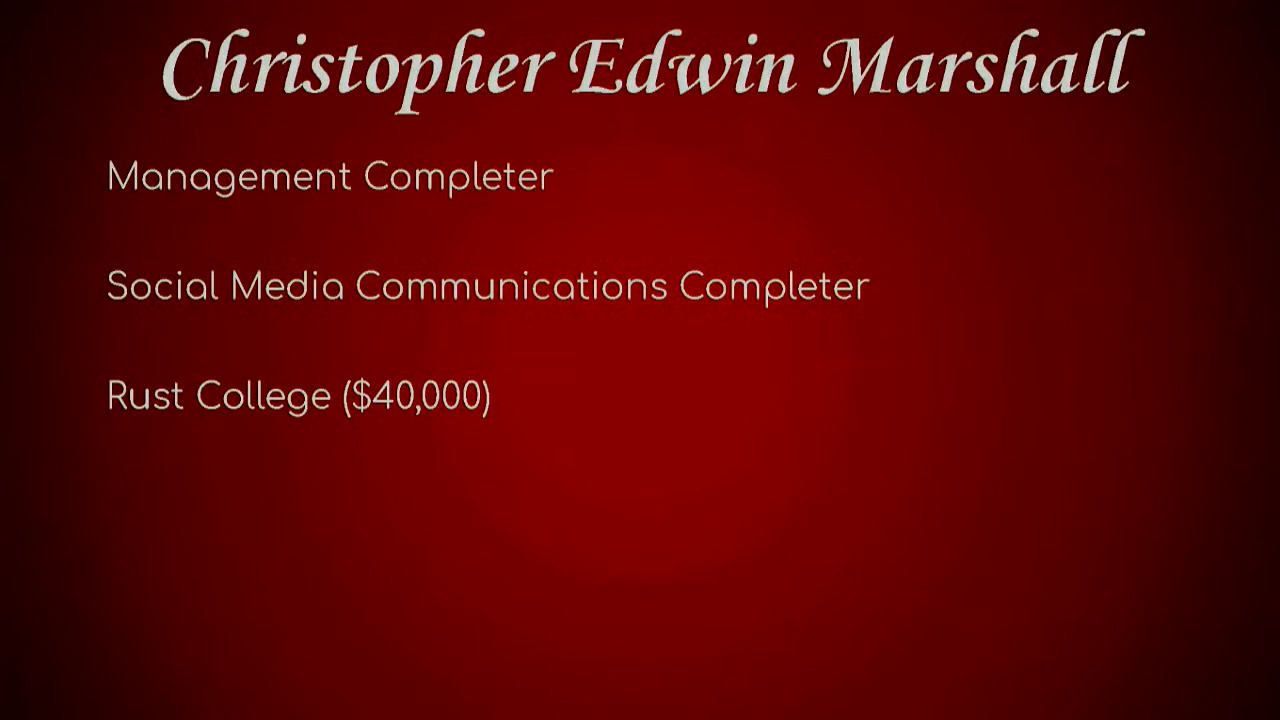 Christopher Edwin Marshall
Management Completer
Social Media Communications Completer
Rust College ($40,000)